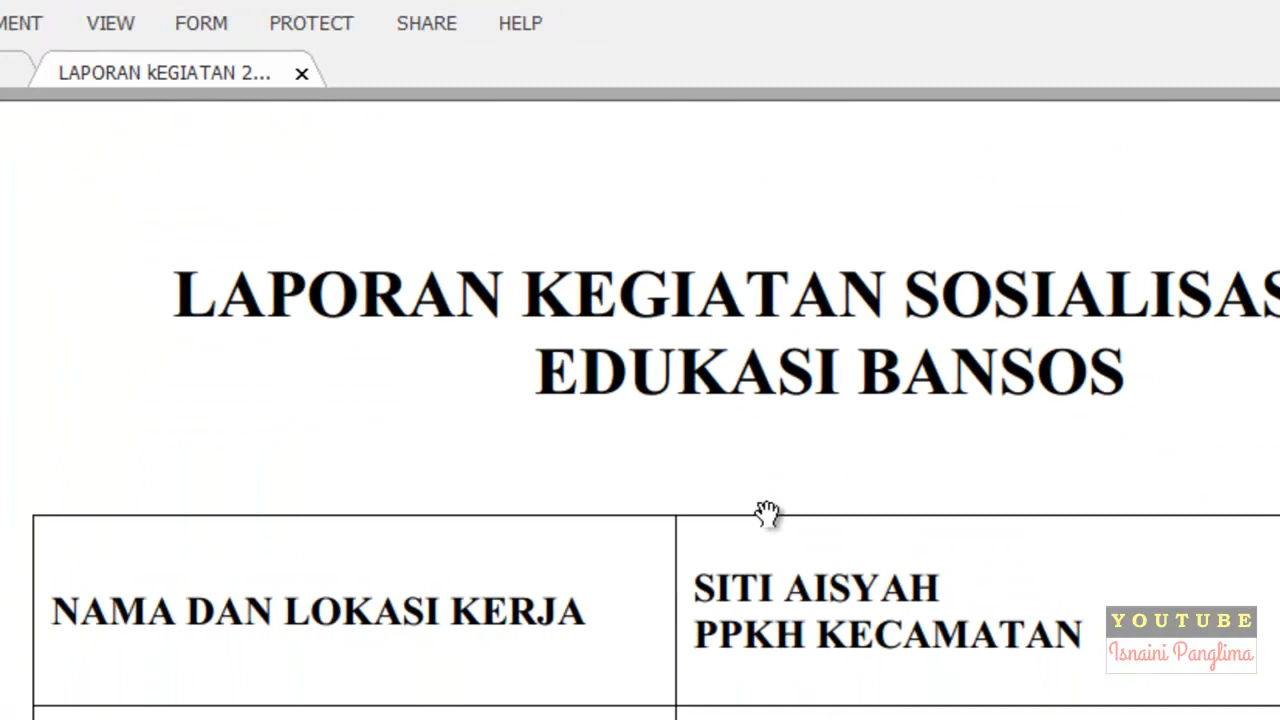 VIEW FORM PROTECT SHARE HELP
LAPORAN kEGIATAN 2...
LAPORAN KEGIATAN SOSIALISAS
EDUKASI BANSOS
NAMA DAN LOKASI KERJA
SITI AISYAH
PPKH KECAMATAN
YOUTUBE
Isnaini Panglima